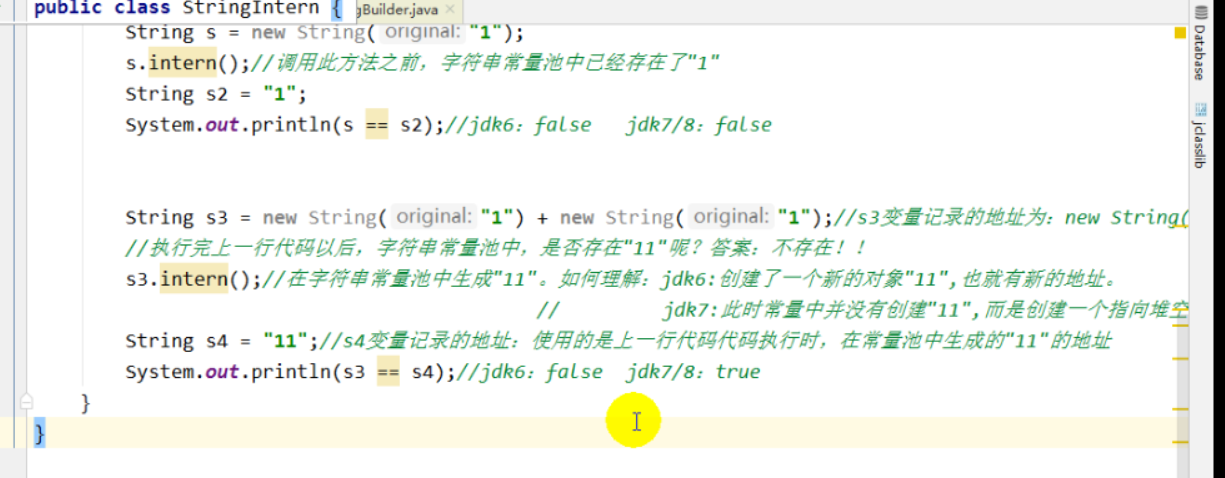 public class StringIntern {
gBuilder.java
String s = new String( original: "1");
s.intern();//调用此方法之前，字符串常量池中已经存在了"1"
String s2 = "1";
System.out.println(s == s2);//jdk6：false   jdk7/8：false
String s3 = new String( original: "1") + new String( original: "1");//s3变量记录的地址为：new String(
//执行完上一行代码以后，字符串常量池中，是否存在"11"呢？答案：不存在！！
s3.intern();//在字符串常量池中生成"11"。如何理解：jdk6:创建了一个新的对象"11",也就有新的地址。
//          jdk7:此时常量中并没有创建"11",而是创建一个指向堆空
String s4 = "11";//s4变量记录的地址：使用的是上一行代码代码执行时，在常量池中生成的"11"的地址
System.out.println(s3 == s4);//jdk6：false  jdk7/8：true
}
}
Database
jclasslib